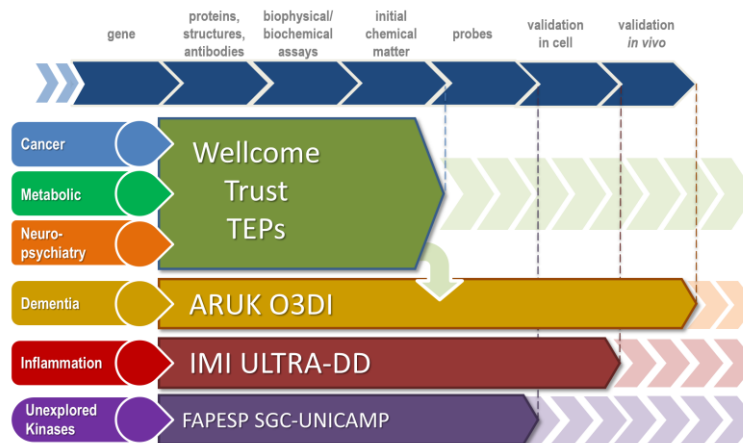 gene
proteins,
structures,
antibodies
biophysical/
biochemical
assays
initial
chemical
matter
probes
validation
in cell
validation
in vivo
Cancer
Metabolic
Neuro-
psychiatry
Wellcome
Trust
TEPs
Dementia
ARUK O3DI
Inflammation
IMI ULTRA-DD
Unexplored
Kinases
FAPESP SGC-UNICAMP